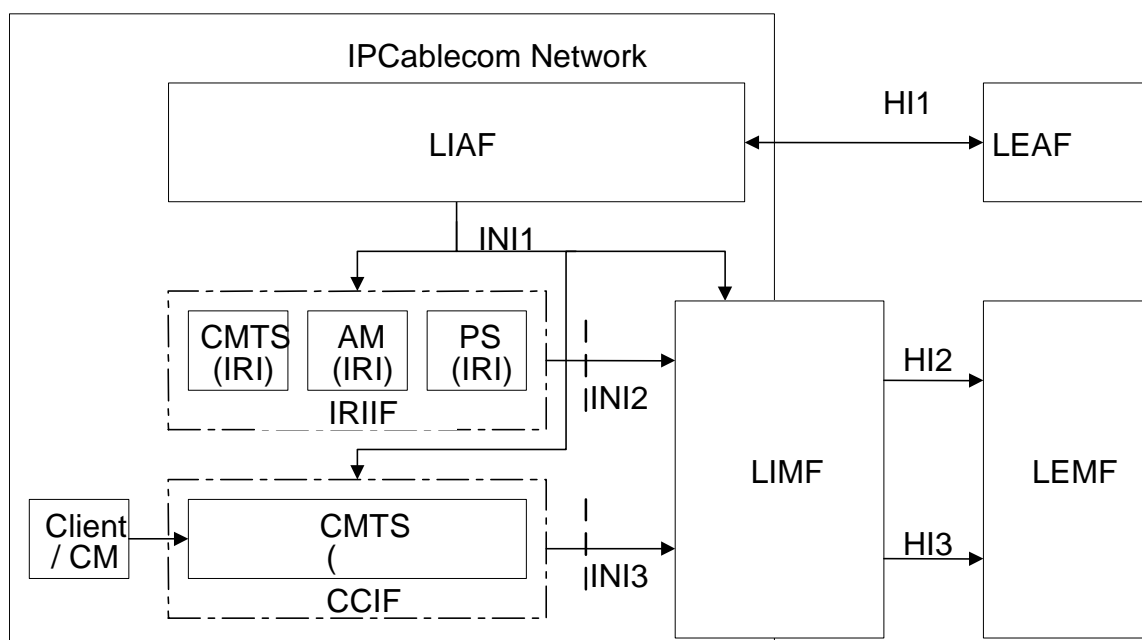 IPCablecom Network
LIAF
HI1
LEAF
INI1
CMTS
(IRI)
AM
(IRI)
PS
(IRI)
IRIIF
INI2
HI2
LIMF
LEMF
Client
/ CM
CMTS
(
CCIF
INI3
HI3